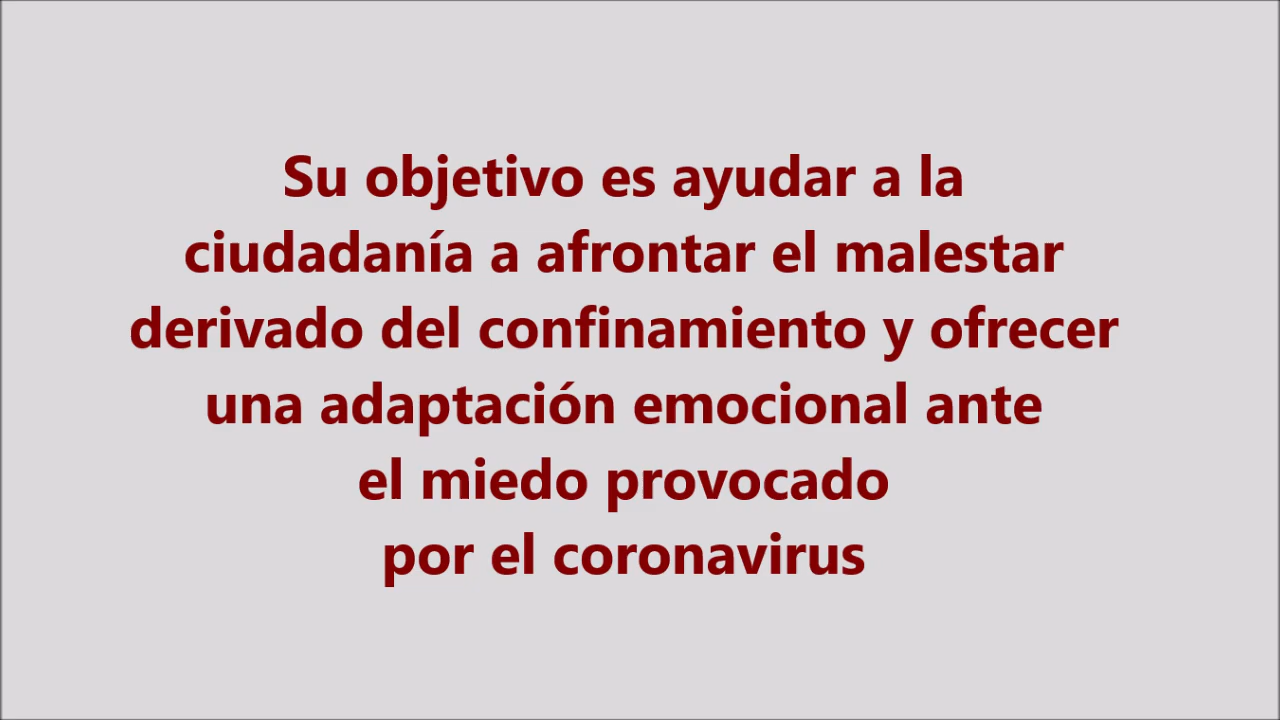 Su objetivo es ayudar a la
ciudadanía a afrontar el malestar
derivado del confinamiento y ofrecer
una adaptación emocional ante
el miedo provocado
por el coronavirus